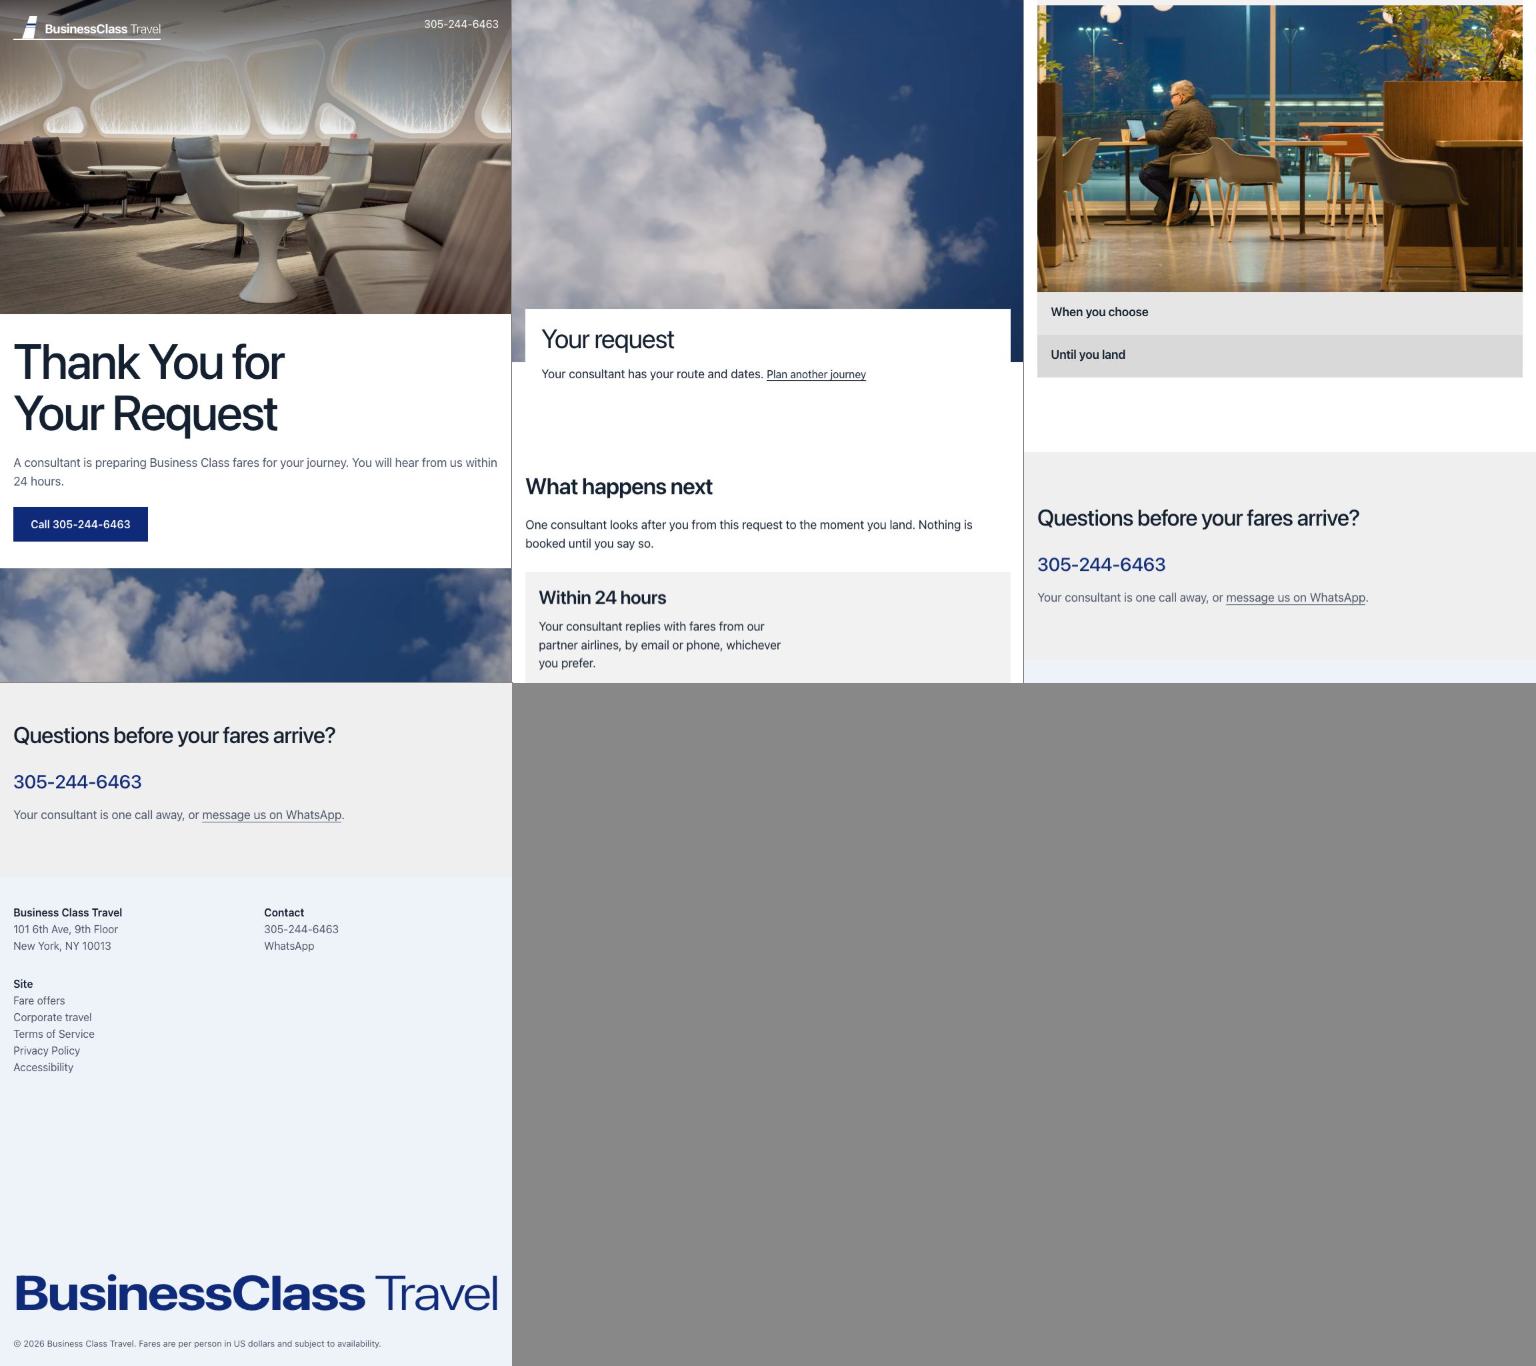 BusinessClass Travel
305-244-6463
Thank You for
Your Request
A consultant is preparing Business Class fares for your journey. You will hear from us within
24 hours.
Call 305-244-6463
Your request
Your consultant has your route and dates. Plan another journey
What happens next
One consultant looks after you from this request to the moment you land. Nothing is
booked until you say so.
Within 24 hours
Your consultant replies with fares from our
partner airlines, by email or phone, whichever
you prefer.
When you choose
Until you land
Questions before your fares arrive?
305-244-6463
Your consultant is one call away, or message us on WhatsApp.
Questions before your fares arrive?
305-244-6463
Your consultant is one call away, or message us on WhatsApp.
Business Class Travel
101 6th Ave, 9th Floor
New York, NY 10013
Contact
305-244-6463
WhatsApp
Site
Fare offers
Corporate travel
Terms of Service
Privacy Policy
Accessibility
BusinessClass Travel
© 2026 Business Class Travel. Fares are per person in US dollars and subject to availability.